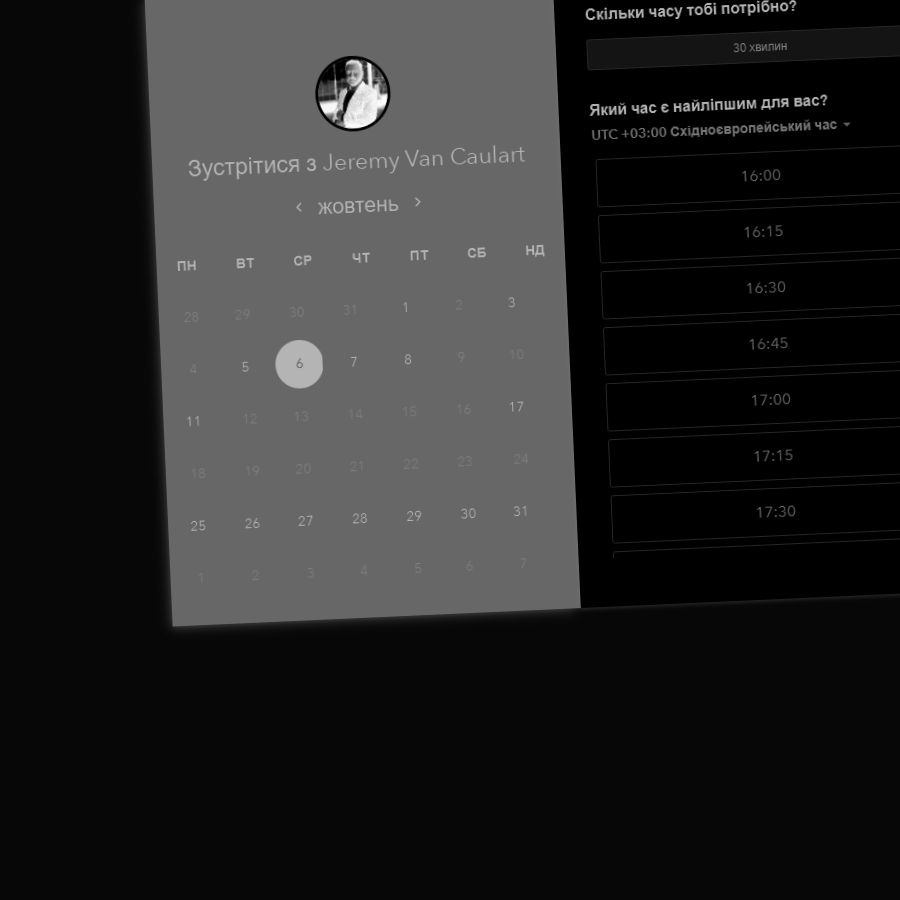 Зустрітися з Jeremy Van Caulart
‹ жовтень ›
ПН ВТ СР ЧТ ПТ СБ НД
28 29 30 31 1 2 3
4 5 6 7 8 9 10
11 12 13 14 15 16 17
18 19 20 21 22 23 24
25 26 27 28 29 30 31
1 2 3 4 5 6 7
Скільки часу тобі потрібно?
30 хвилин
Який час є найліпшим для вас?
UTC +03:00 Східноєвропейський час
16:00
16:15
16:30
16:45
17:00
17:15
17:30